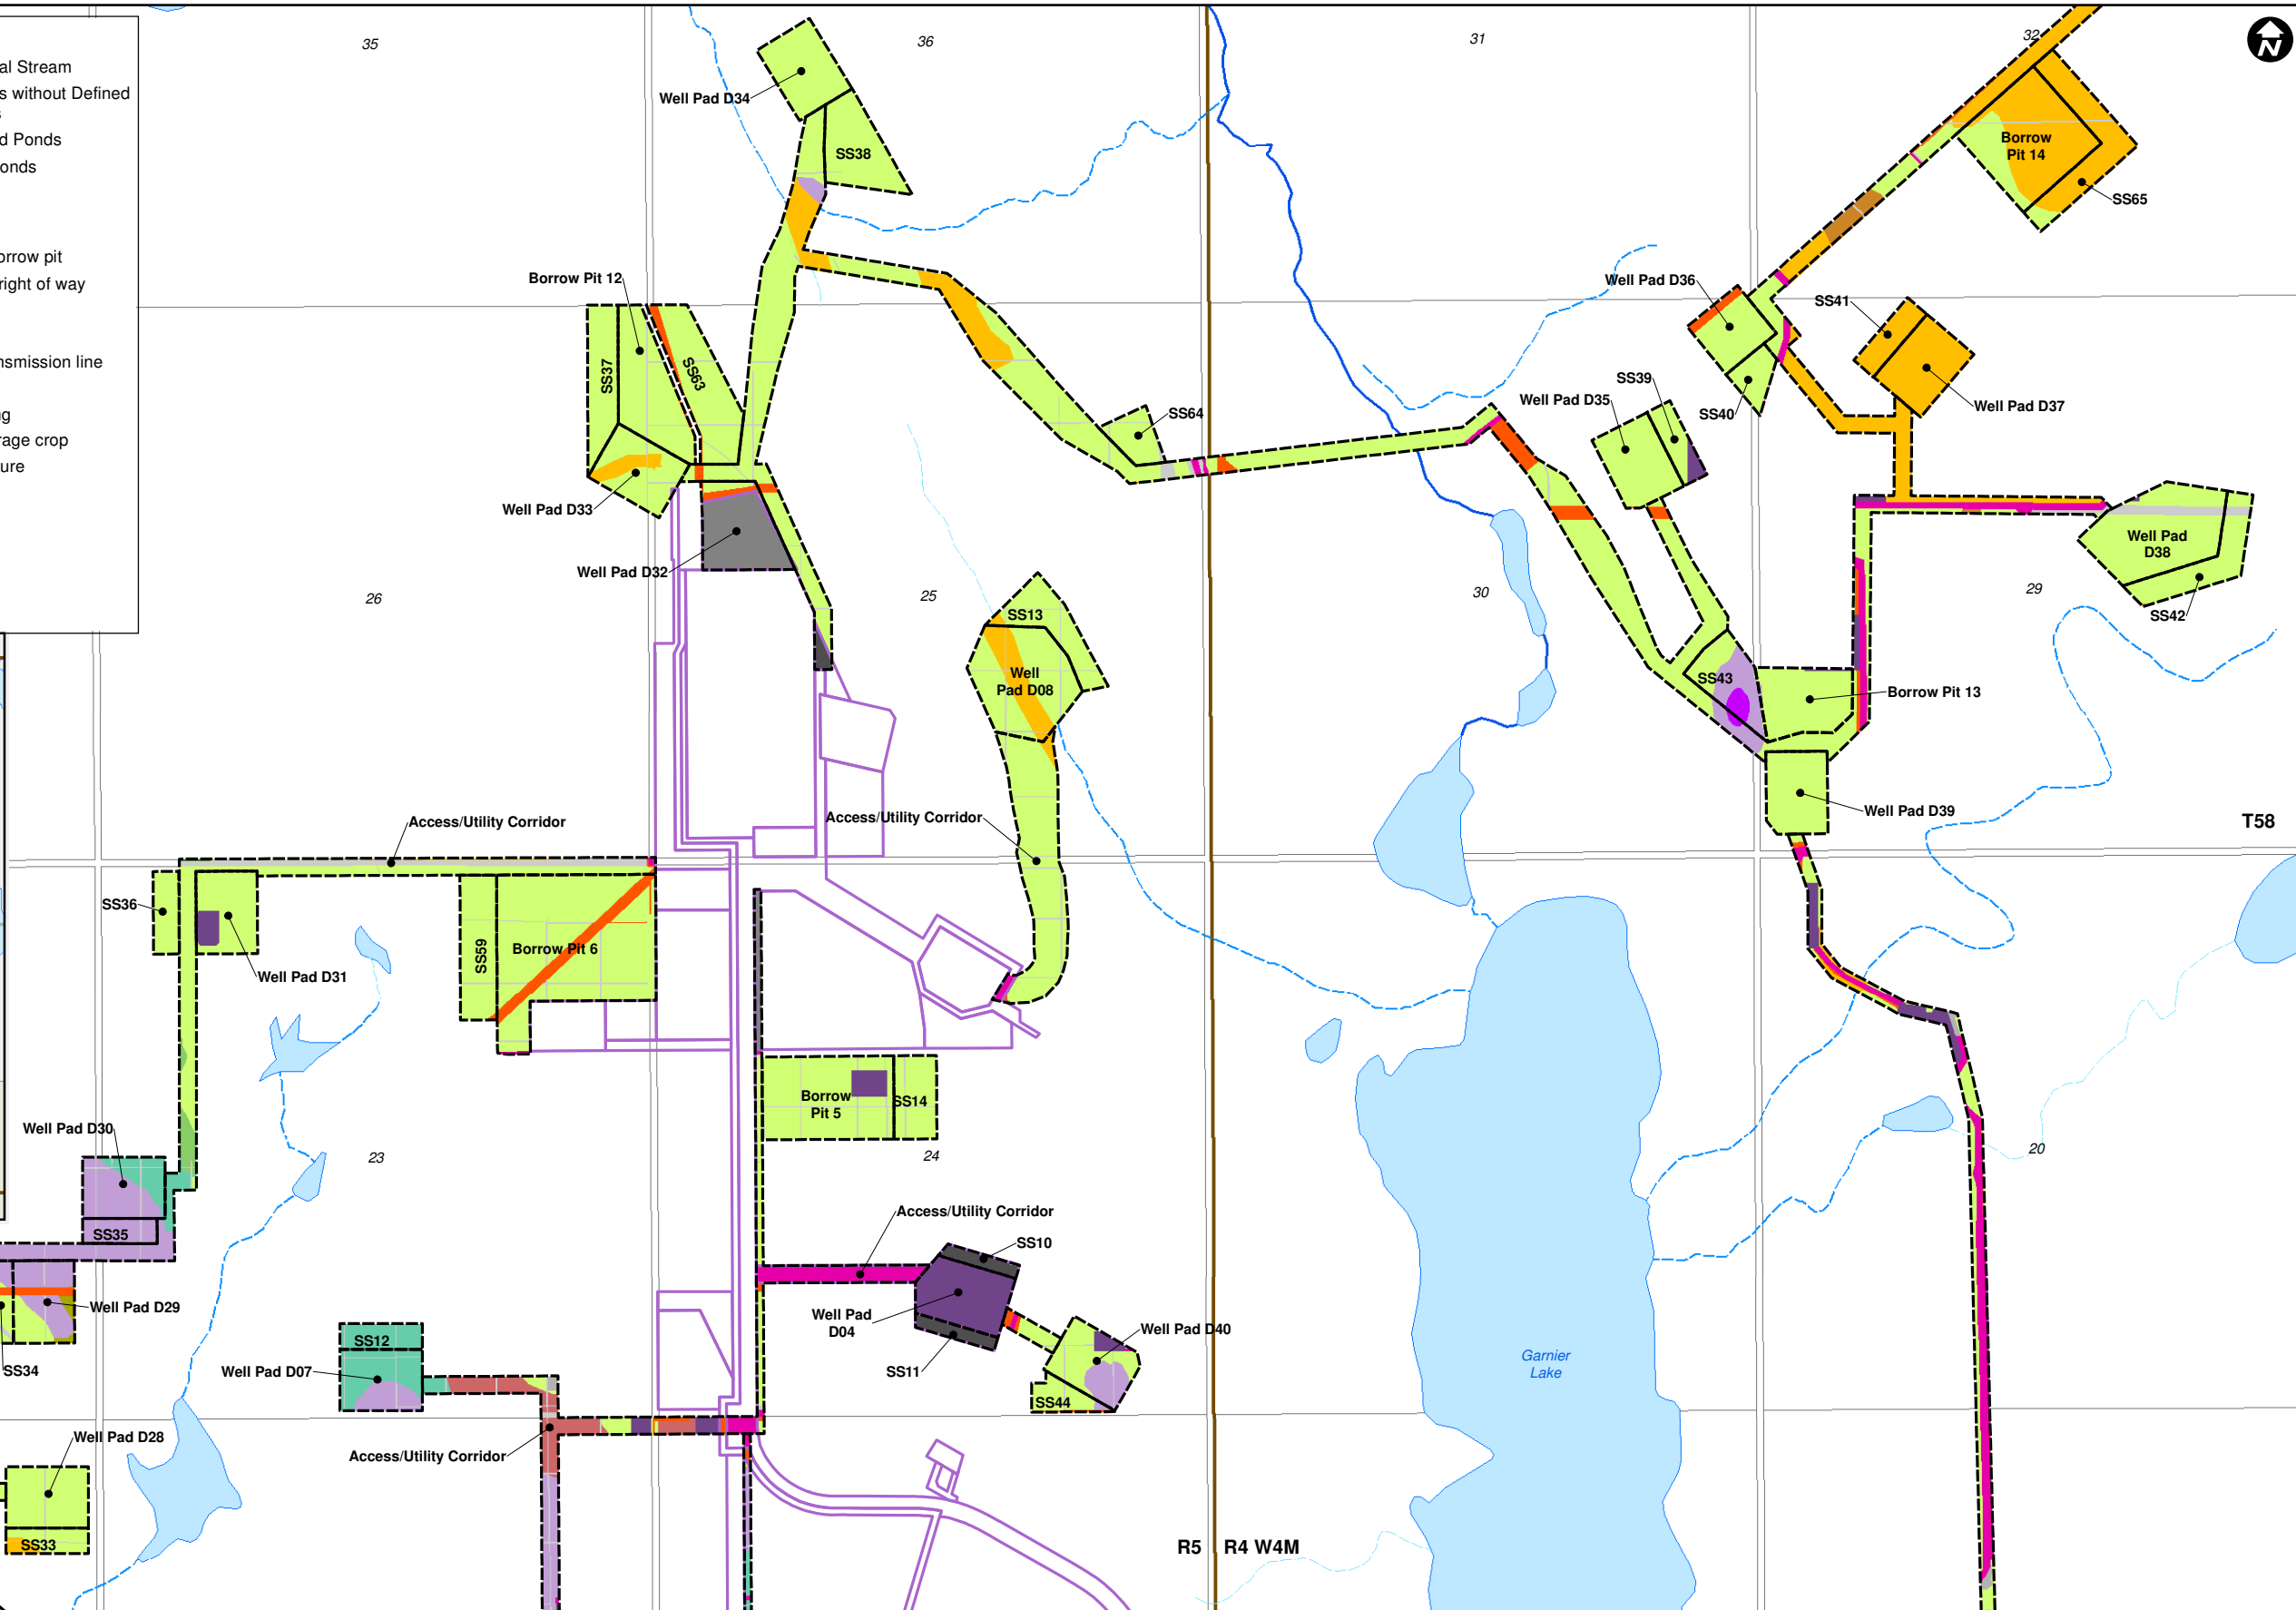 al Stream
s without Defined
s
d Ponds
onds
orrow pit
right of way
nsmission line
ng
rage crop
ure
35
36
31
32
N
Well Pad D34
SS38
Borrow
Pit 14
SS65
Borrow Pit 12
Well Pad D36
SS41
SS37
SS63
SS39
SS40
Well Pad D35
Well Pad D37
SS64
Well Pad D33
Well Pad D32
Well Pad
D38
SS42
26
25
30
29
SS13
Well
Pad D08
SS43
Borrow Pit 13
Well Pad D39
Access/Utility Corridor
Access/Utility Corridor
T58
SS36
Well Pad D31
SS59
Borrow Pit 6
Borrow
Pit 5
SS14
Well Pad D30
23
24
20
SS35
Access/Utility Corridor
SS10
Well Pad D29
Well Pad
D04
Well Pad D40
SS34
SS12
Well Pad D07
SS11
SS44
Garnier
Lake
Well Pad D28
Access/Utility Corridor
SS33
R5
R4 W4M